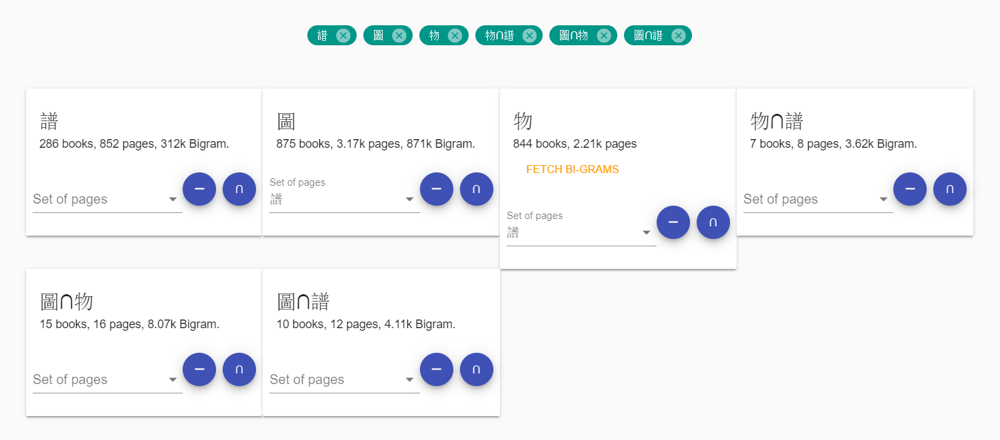 譜 圖 物 物∩譜 圖∩物 圖∩譜
譜
286 books, 852 pages, 312k Bigram.
Set of pages
− ∩
圖
875 books, 3.17k pages, 871k Bigram.
Set of pages
譜
− ∩
物
844 books, 2.21k pages
FETCH BI-GRAMS
Set of pages
譜
− ∩
物∩譜
7 books, 8 pages, 3.62k Bigram.
Set of pages
− ∩
圖∩物
15 books, 16 pages, 8.07k Bigram.
Set of pages
− ∩
圖∩譜
10 books, 12 pages, 4.11k Bigram.
Set of pages
− ∩